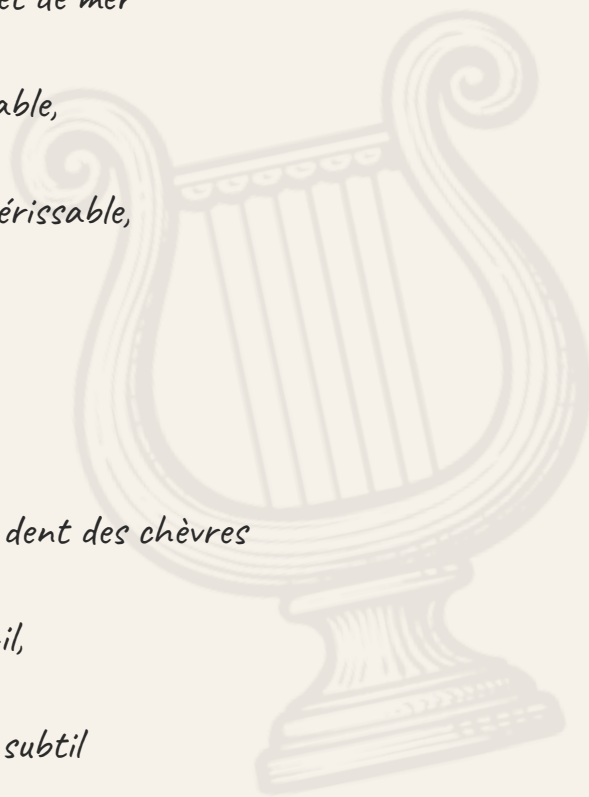 et de mer
able,
érissable,
dent des chèvres
il,
subtil